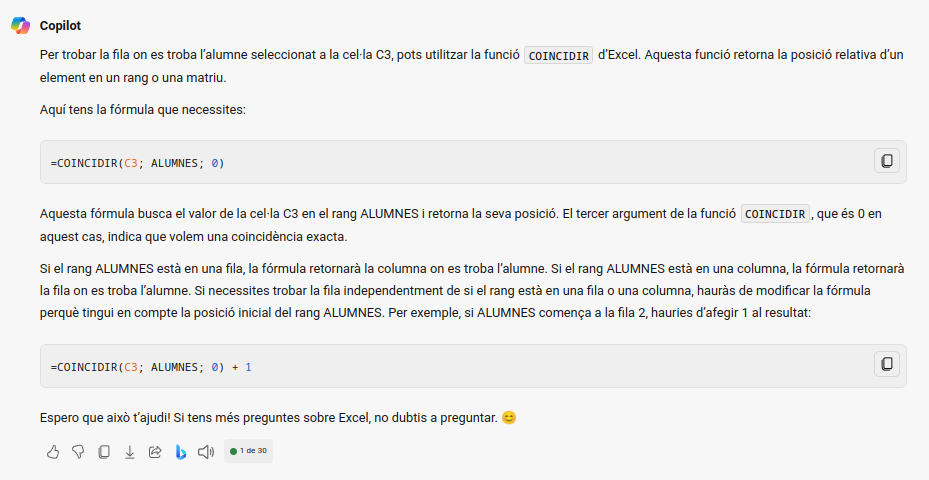 Copilot
Per trobar la fila on es troba l’alumne seleccionat a la cel·la C3, pots utilitzar la funció COINCIDIR d’Excel. Aquesta funció retorna la posició relativa d’un
element en un rang o una matriu.
Aquí tens la fórmula que necessites:
=COINCIDIR(C3; ALUMNES; 0)
Aquesta fórmula busca el valor de la cel·la C3 en el rang ALUMNES i retorna la seva posició. El tercer argument de la funció COINCIDIR, que és 0 en
aquest cas, indica que volem una coincidència exacta.
Si el rang ALUMNES està en una fila, la fórmula retornarà la columna on es troba l’alumne. Si el rang ALUMNES està en una columna, la fórmula retornarà
la fila on es troba l’alumne. Si necessites trobar la fila independentment de si el rang està en una fila o una columna, hauràs de modificar la fórmula
perquè tingui en compte la posició inicial del rang ALUMNES. Per exemple, si ALUMNES comença a la fila 2, hauries d’afegir 1 al resultat:
=COINCIDIR(C3; ALUMNES; 0) + 1
Espero que això t’ajudi! Si tens més preguntes sobre Excel, no dubtis a preguntar. 😊
1 de 30